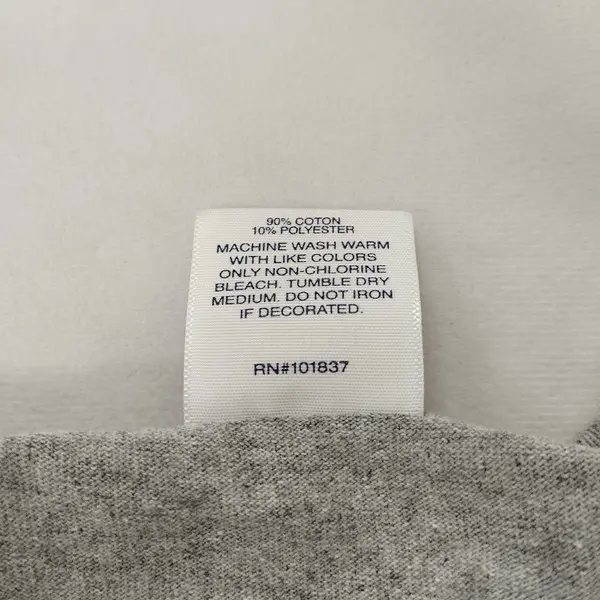 90% COTON
10% POLYESTER
MACHINE WASH WARM
WITH LIKE COLORS
ONLY NON-CHLORINE
BLEACH. TUMBLE DRY
MEDIUM. DO NOT IRON
IF DECORATED.
RN#101837